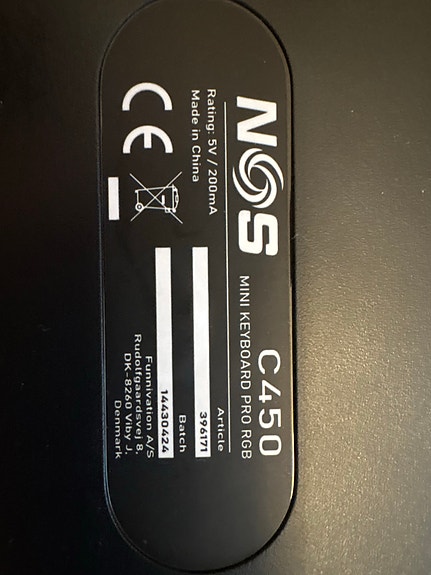 NOS C450
MINI KEYBOARD PRO RGB
Rating: 5V / 200mA
Made in China
Article
396171
Batch
14430424
CE
Funnivation A/S
Rudolfgaardsvej 8,
DK-8260 Viby J,
Denmark